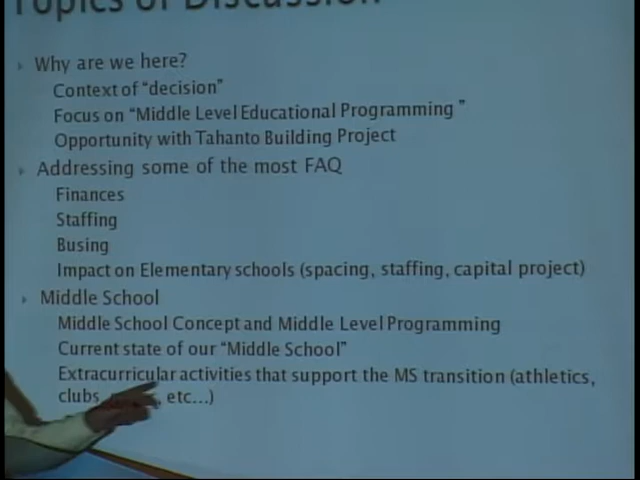 Topics of Discussion
Why are we here?
Context of “decision”
Focus on “Middle Level Educational Programming ”
Opportunity with Tahanto Building Project
Addressing some of the most FAQ
Finances
Staffing
Busing
Impact on Elementary schools (spacing, staffing, capital project)
Middle School
Middle School Concept and Middle Level Programming
Current state of our “Middle School”
Extracurricular activities that support the MS transition (athletics,
clubs, etc...)